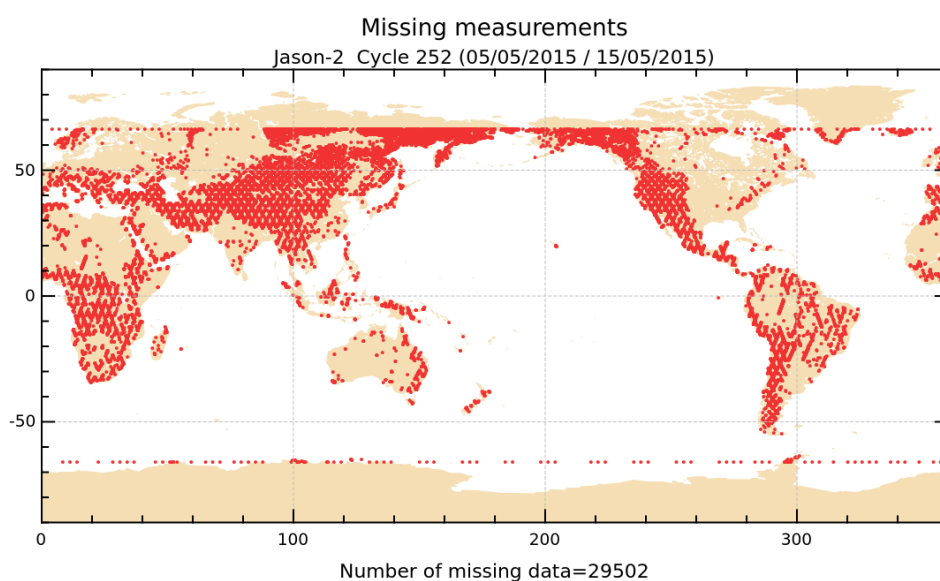 Missing measurements
Jason-2 Cycle 252 (05/05/2015 / 15/05/2015)
50
0
-50
0 100 200 300
Number of missing data=29502